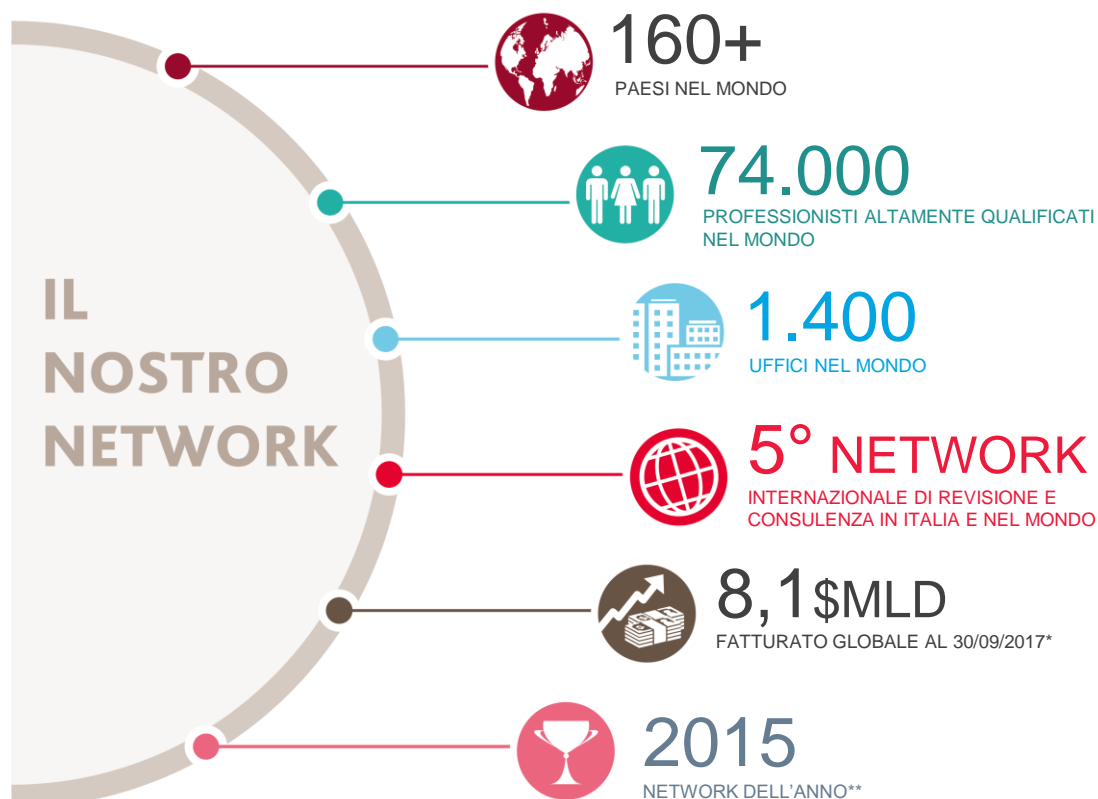 IL
NOSTRO
NETWORK
160+
PAESI NEL MONDO
74.000
PROFESSIONISTI ALTAMENTE QUALIFICATI
NEL MONDO
1.400
UFFICI NEL MONDO
5° NETWORK
INTERNAZIONALE DI REVISIONE E
CONSULENZA IN ITALIA E NEL MONDO
8,1$MLD
FATTURATO GLOBALE AL 30/09/2017*
2015
NETWORK DELL'ANNO**